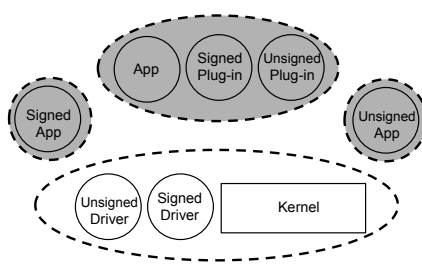 App
Signed
Plug-in
Unsigned
Plug-in
Signed
App
Unsigned
App
Unsigned
Driver
Signed
Driver
Kernel